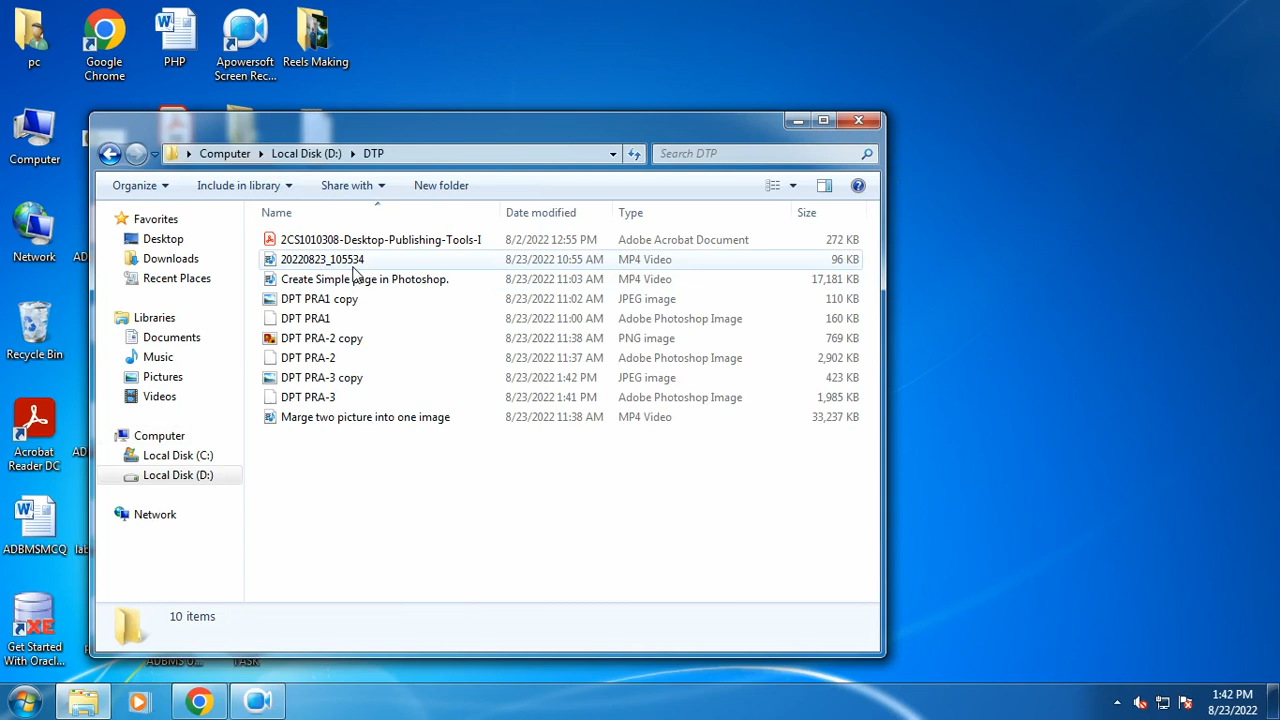 pc
Google
Chrome
PHP
Apowersoft
Screen Rec...
Reels Making
Computer
Network
AD
Recycle Bin
Acrobat
Reader DC
AD
ADBMSMCQ
lab
Get Started
With Oracl...
ADBMS U...
TASK
Computer
Local Disk (D:)
DTP
Search DTP
Organize
Include in library
Share with
New folder
Favorites
Desktop
Downloads
Recent Places
Libraries
Documents
Music
Pictures
Videos
Computer
Local Disk (C:)
Local Disk (D:)
Network
Name Date modified Type Size
2CS1010308-Desktop-Publishing-Tools-I 8/2/2022 12:55 PM Adobe Acrobat Document 272 KB
20220823_105534 8/23/2022 10:55 AM MP4 Video 96 KB
Create Simple in Photoshop. 8/23/2022 11:03 AM MP4 Video 17,181 KB
DPT PRA1 copy 8/23/2022 11:02 AM JPEG image 110 KB
DPT PRA1 8/23/2022 11:00 AM Adobe Photoshop Image 160 KB
DPT PRA-2 copy 8/23/2022 11:38 AM PNG image 769 KB
DPT PRA-2 8/23/2022 11:37 AM Adobe Photoshop Image 2,902 KB
DPT PRA-3 copy 8/23/2022 1:42 PM JPEG image 423 KB
DPT PRA-3 8/23/2022 1:41 PM Adobe Photoshop Image 1,985 KB
Marge two picture into one image 8/23/2022 11:38 AM MP4 Video 33,237 KB
10 items
1:42 PM
8/23/2022